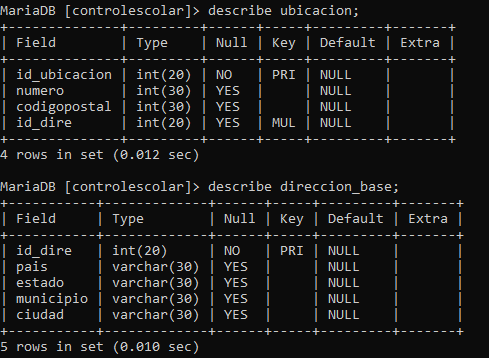 MariaDB [controlescolar]> describe ubicacion;
+--------------+---------+------+-----+---------+-------+
| Field        | Type    | Null | Key | Default | Extra |
+--------------+---------+------+-----+---------+-------+
| id_ubicacion | int(20) | NO   | PRI | NULL    |       |
| numero       | int(30) | YES  |     | NULL    |       |
| codigopostal | int(30) | YES  |     | NULL    |       |
| id_dire      | int(20) | YES  | MUL | NULL    |       |
+--------------+---------+------+-----+---------+-------+
4 rows in set (0.012 sec)
MariaDB [controlescolar]> describe direccion_base;
+-----------+-------------+------+-----+---------+-------+
| Field     | Type        | Null | Key | Default | Extra |
+-----------+-------------+------+-----+---------+-------+
| id_dire   | int(20)     | NO   | PRI | NULL    |       |
| pais      | varchar(30) | YES  |     | NULL    |       |
| estado    | varchar(30) | YES  |     | NULL    |       |
| municipio | varchar(30) | YES  |     | NULL    |       |
| ciudad    | varchar(30) | YES  |     | NULL    |       |
+-----------+-------------+------+-----+---------+-------+
5 rows in set (0.010 sec)